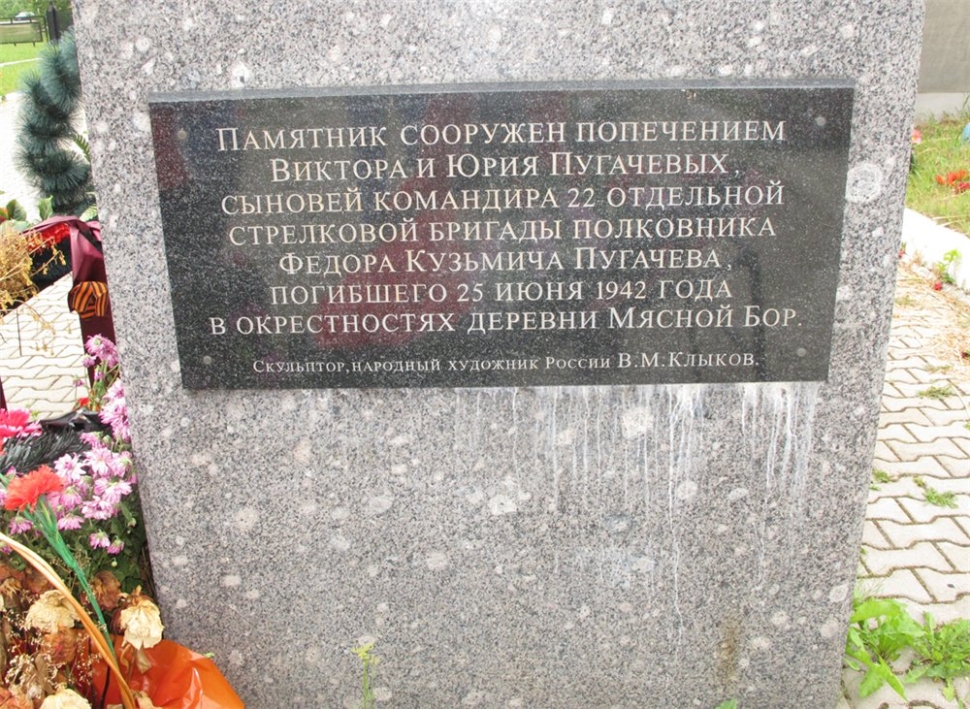 Памятник сооружен попечением
Виктора и Юрия Пугачевых,
сыновей командира 22 отдельной
стрелковой бригады полковника
Федора Кузьмича Пугачева,
погибшего 25 июня 1942 года
в окрестностях деревни Мясной Бор.
Скульптор, народный художник России В.М.Клыков.